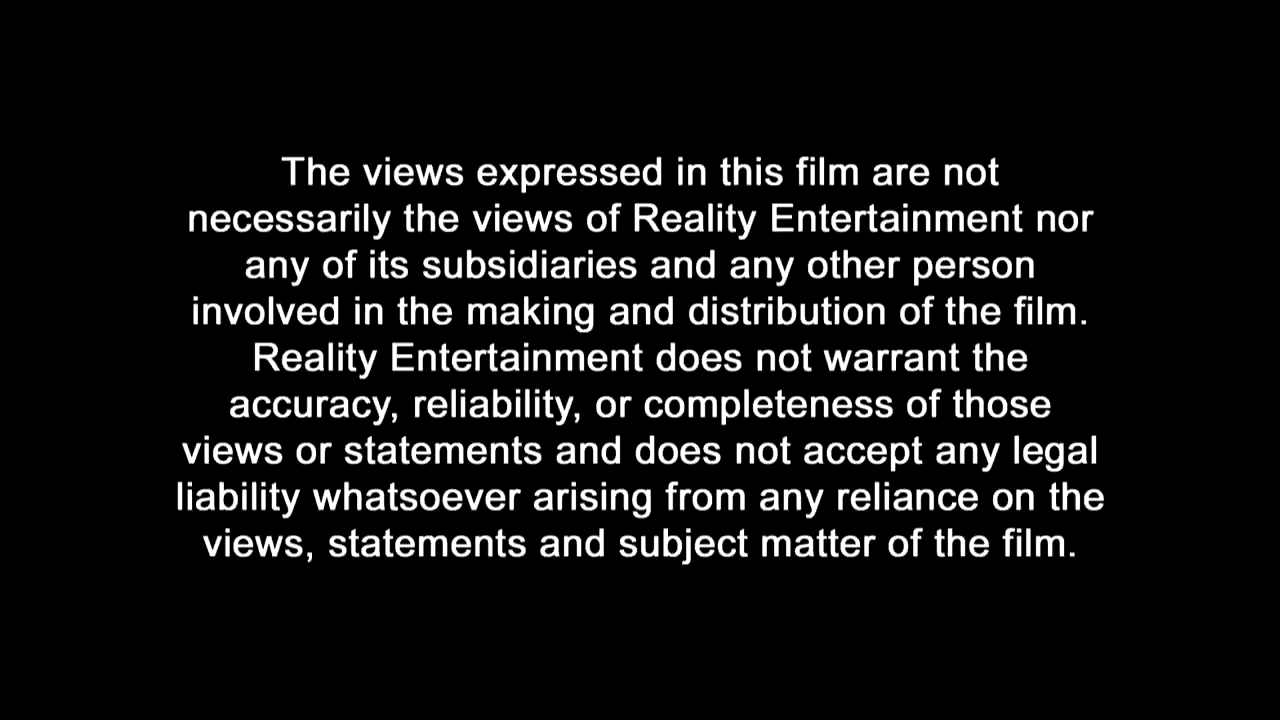 The views expressed in this film are not
necessarily the views of Reality Entertainment nor
any of its subsidiaries and any other person
involved in the making and distribution of the film.
Reality Entertainment does not warrant the
accuracy, reliability, or completeness of those
views or statements and does not accept any legal
liability whatsoever arising from any reliance on the
views, statements and subject matter of the film.